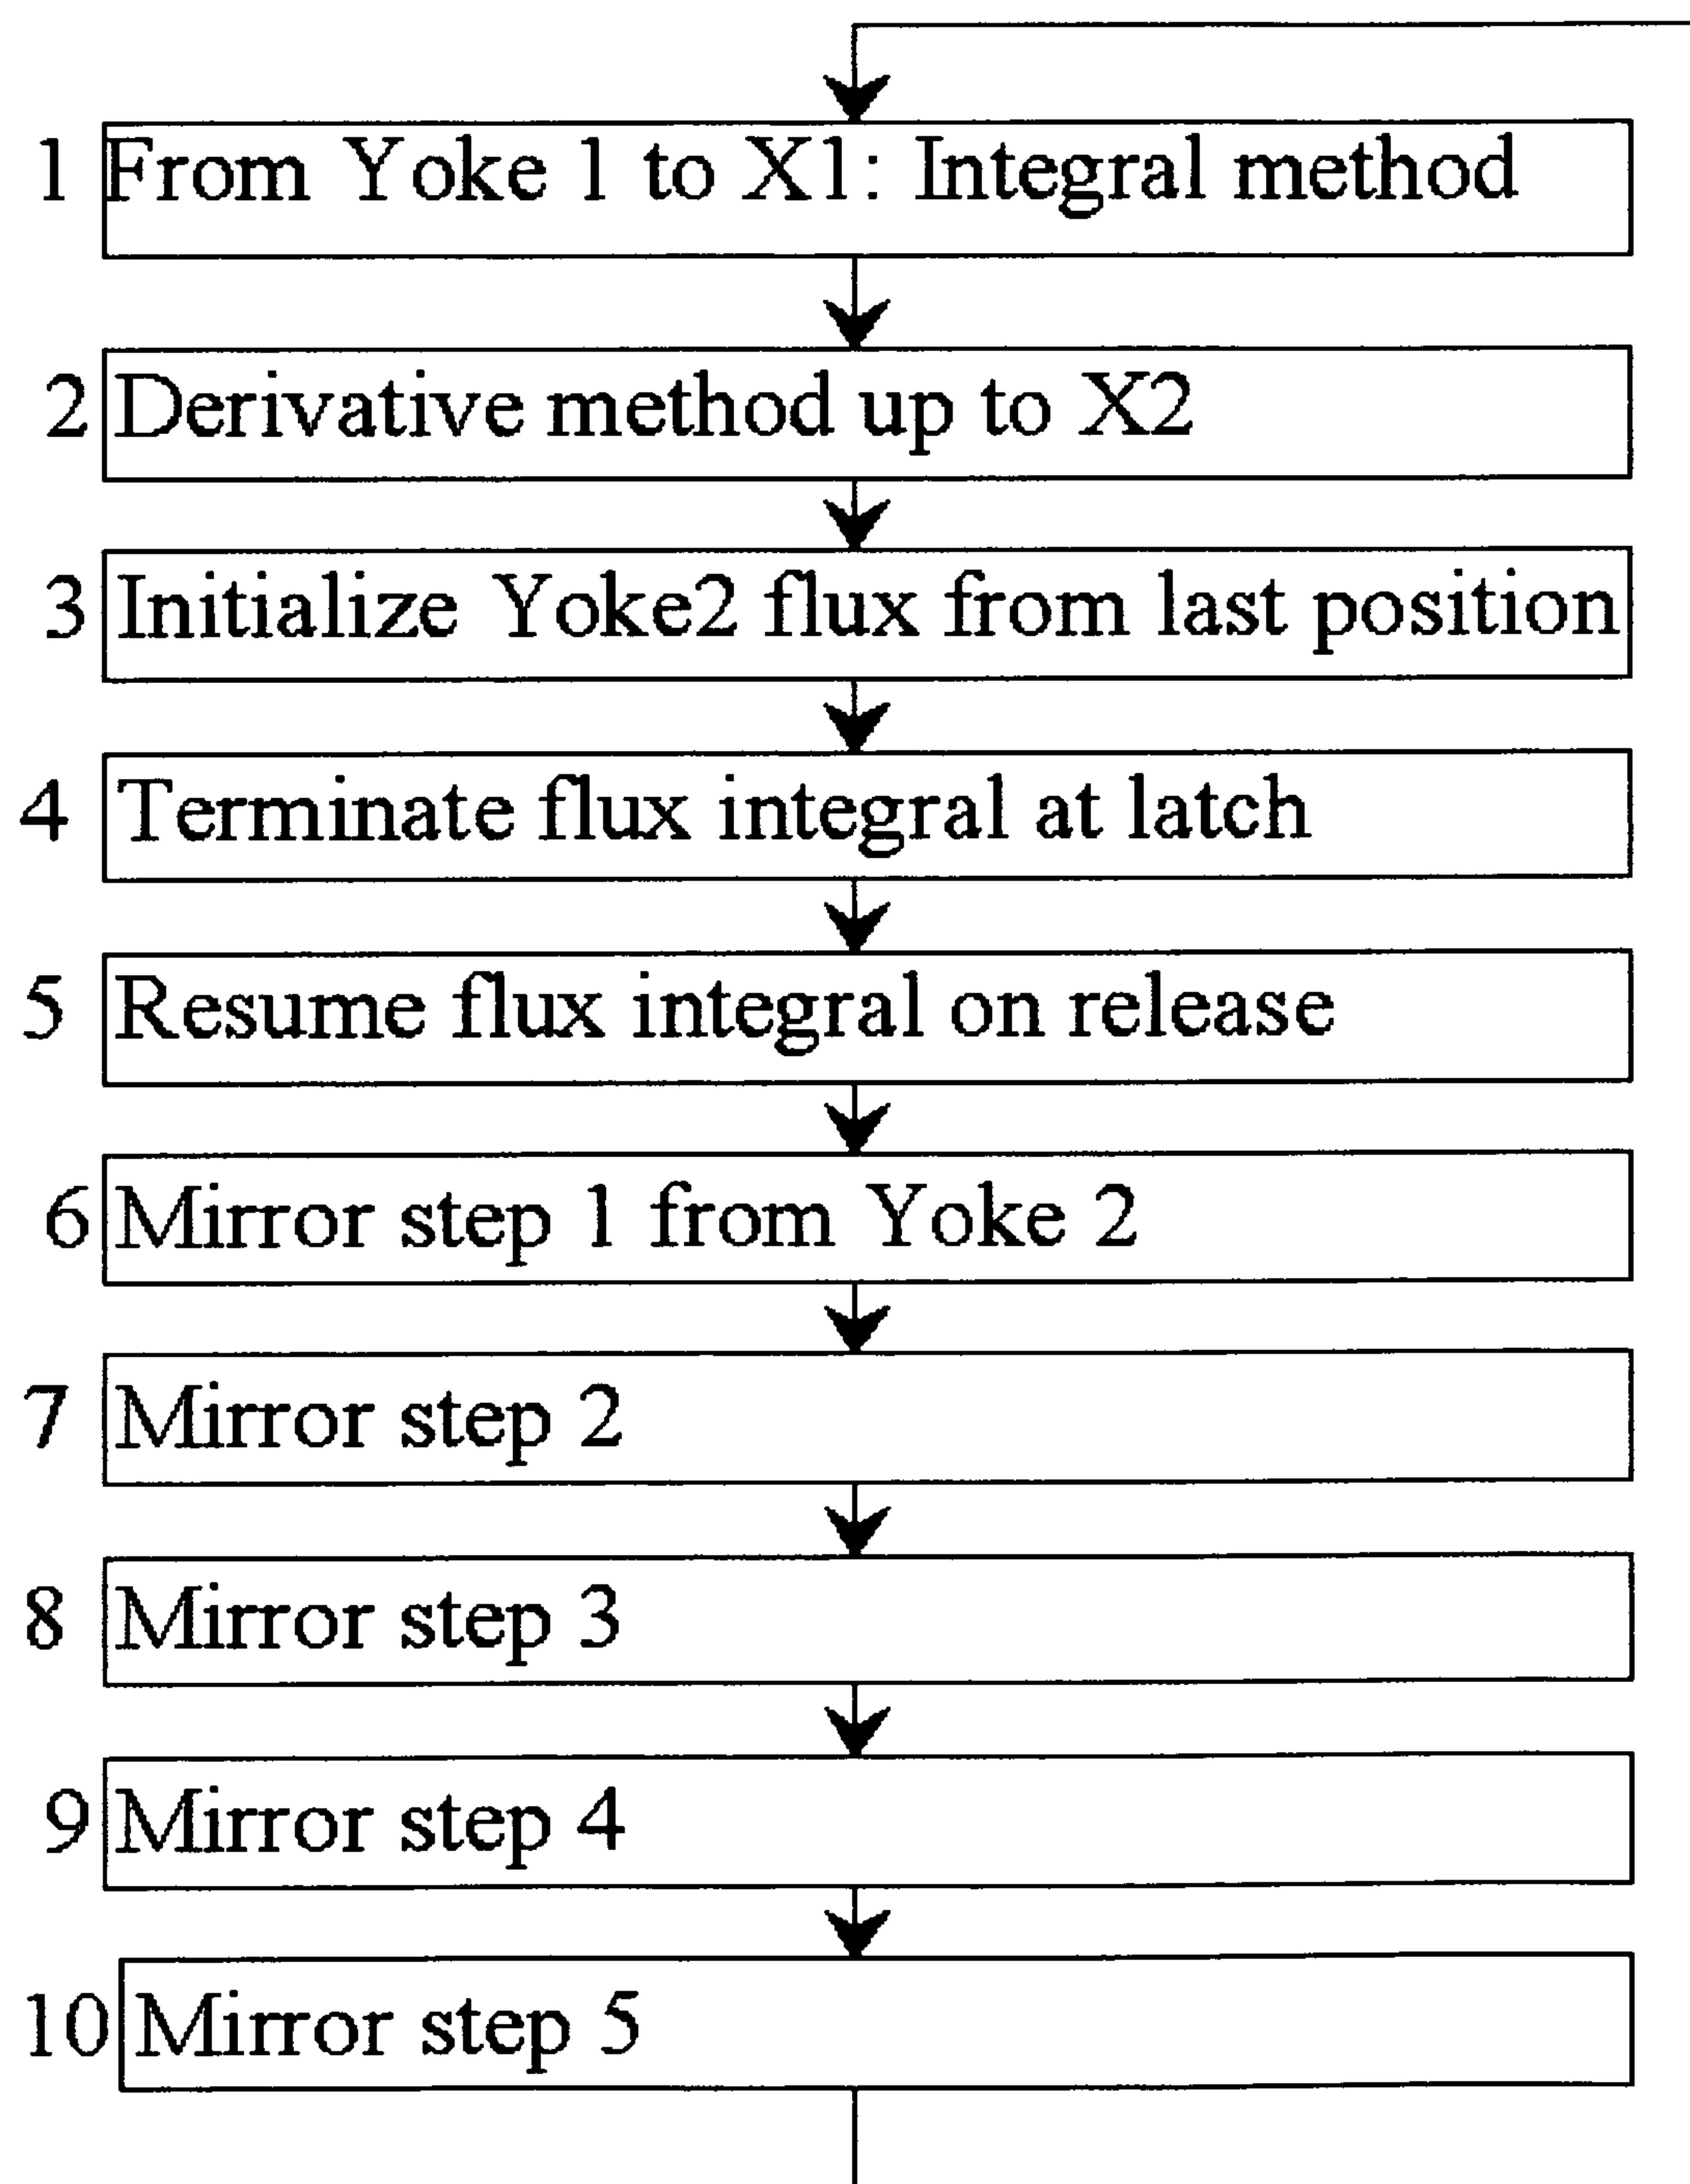 1 From Yoke 1 to X1: Integral method
2 Derivative method up to X2
3 Initialize Yoke2 flux from last position
4 Terminate flux integral at latch
5 Resume flux integral on release
6 Mirror step 1 from Yoke 2
7 Mirror step 2
8 Mirror step 3
9 Mirror step 4
10 Mirror step 5